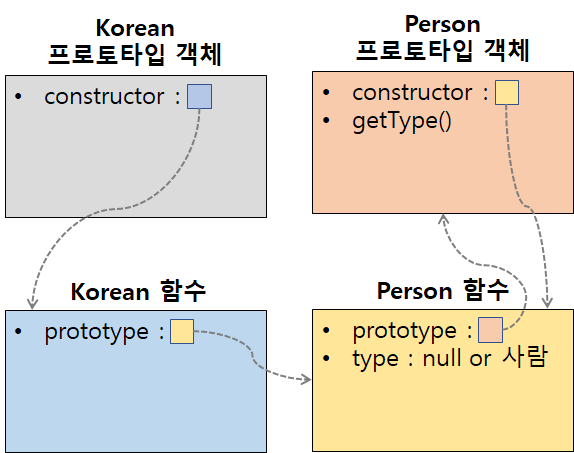 Korean
프로토타입 객체
• constructor :
Person
프로토타입 객체
• constructor :
• getType()
Korean 함수
• prototype :
Person 함수
• prototype :
• type : null or 사람